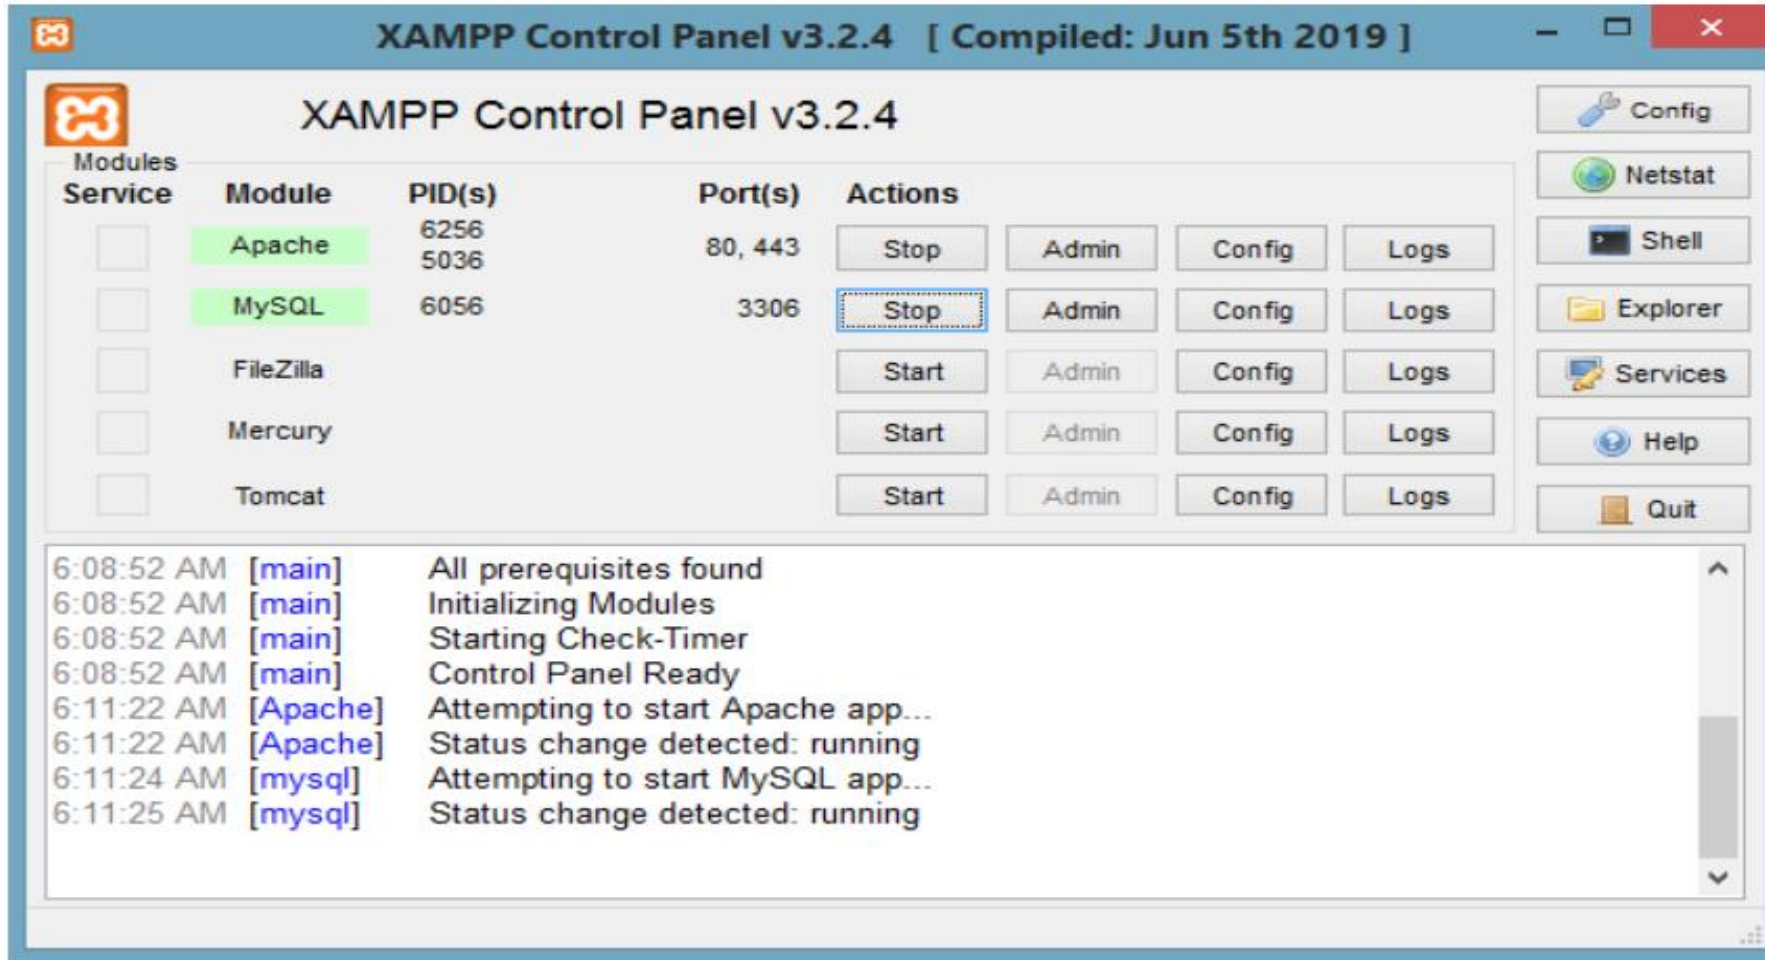 XAMPP Control Panel v3.2.4 [ Compiled: Jun 5th 2019 ]
XAMPP Control Panel v3.2.4
Config
Modules
Service Module PID(s) Port(s) Actions
Netstat
Apache 6256 5036 80, 443 Stop Admin Config Logs
Shell
MySQL 6056 3306 Stop Admin Config Logs
Explorer
FileZilla Start Admin Config Logs
Services
Mercury Start Admin Config Logs
Help
Tomcat Start Admin Config Logs
Quit
6:08:52 AM [main] All prerequisites found
6:08:52 AM [main] Initializing Modules
6:08:52 AM [main] Starting Check-Timer
6:08:52 AM [main] Control Panel Ready
6:11:22 AM [Apache] Attempting to start Apache app...
6:11:22 AM [Apache] Status change detected: running
6:11:24 AM [mysql] Attempting to start MySQL app...
6:11:25 AM [mysql] Status change detected: running